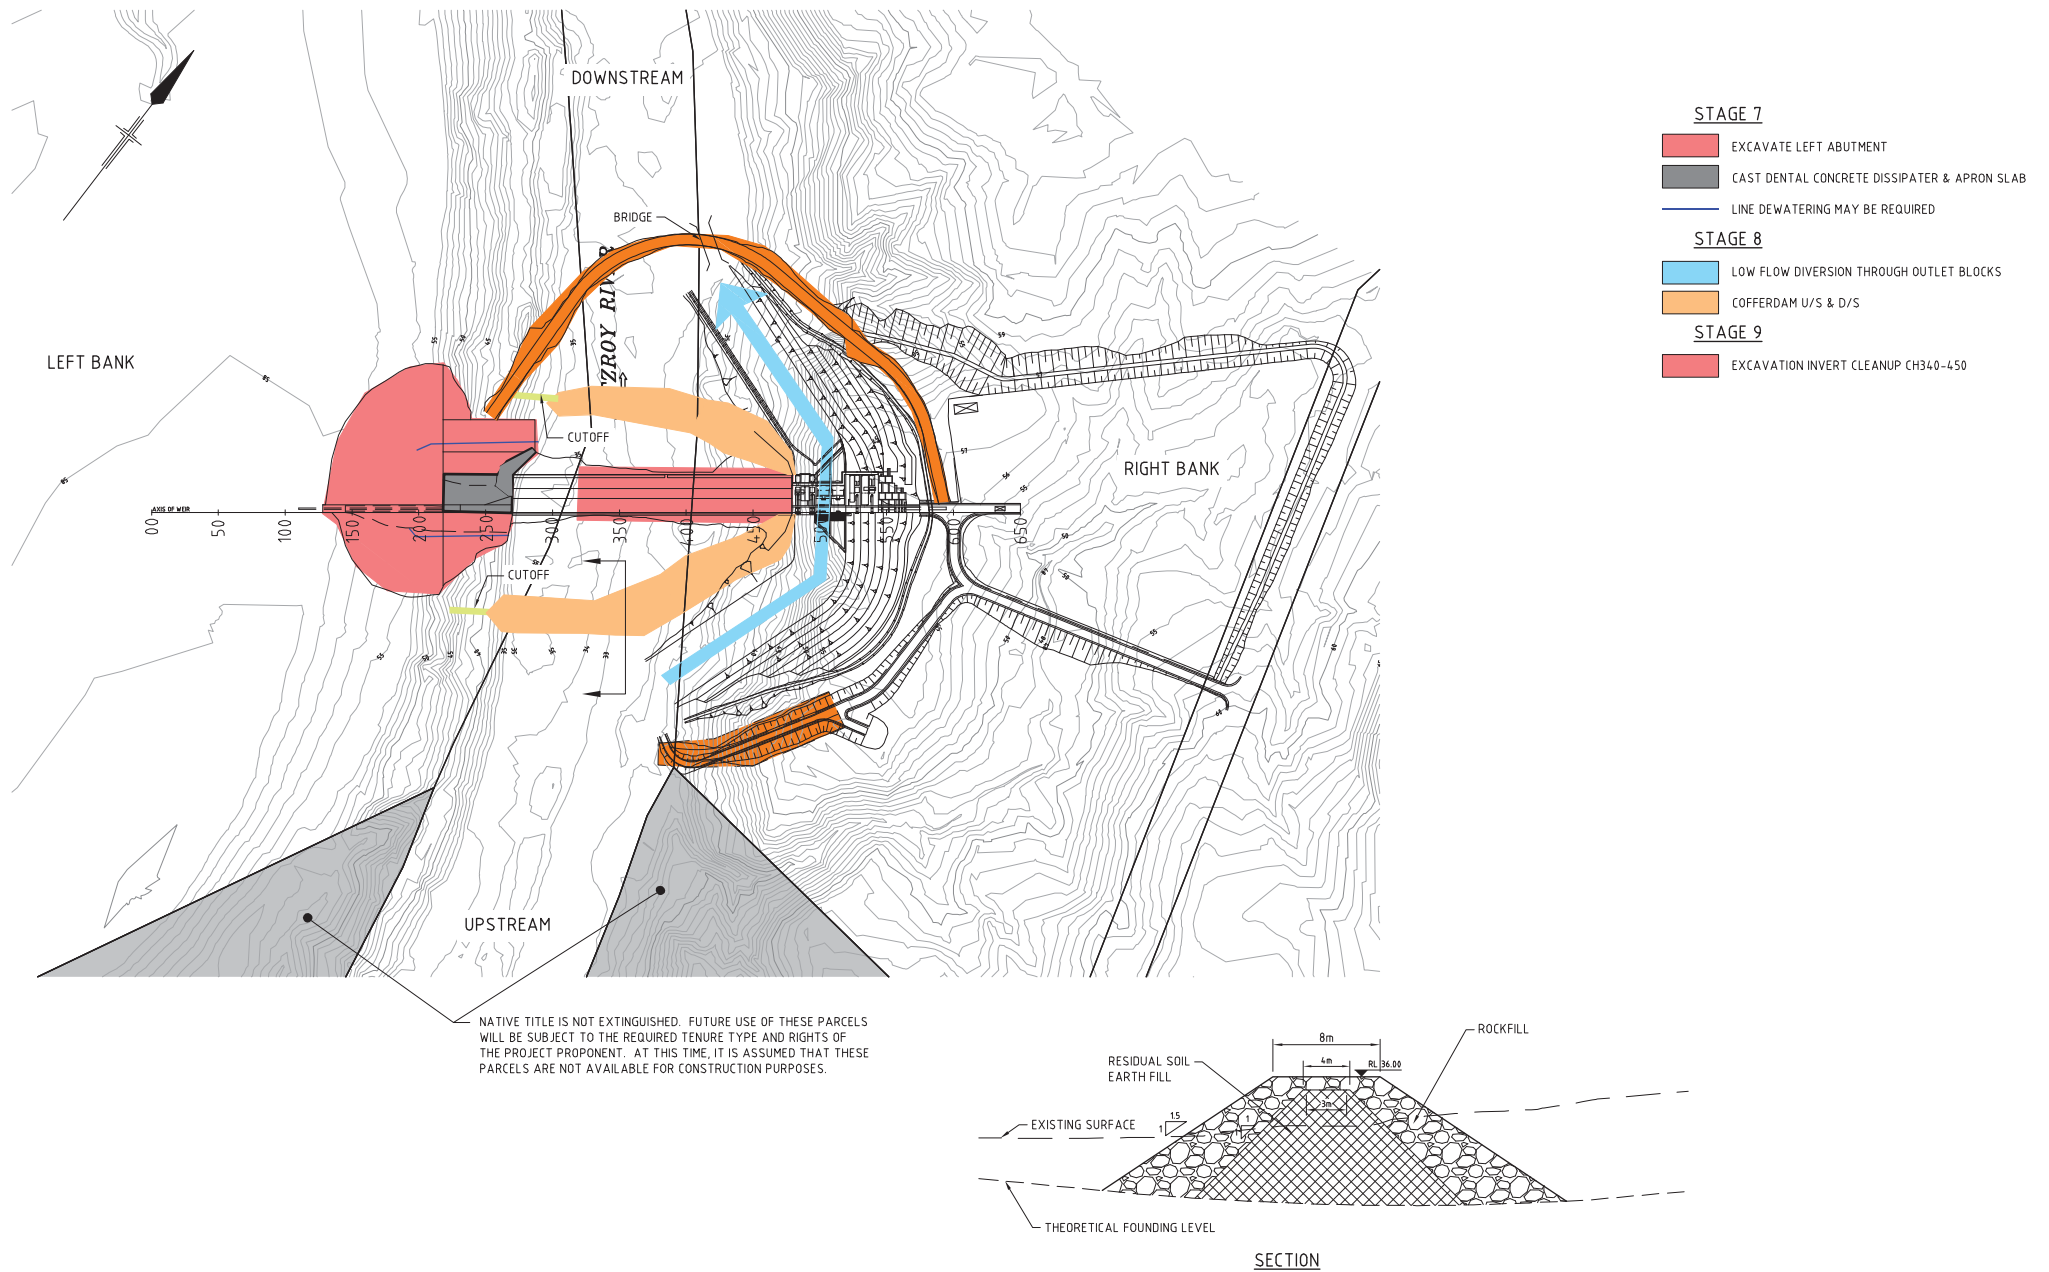 DOWNSTREAM
BRIDGE
ZROY RIVER
LEFT BANK
RIGHT BANK
CUTOFF
CUTOFF
AXIS OF WEIR
00
50
100
150
200
250
300
350
400
450
550
600
650
UPSTREAM
NATIVE TITLE IS NOT EXTINGUISHED. FUTURE USE OF THESE PARCELS
WILL BE SUBJECT TO THE REQUIRED TENURE TYPE AND RIGHTS OF
THE PROJECT PROPONENT. AT THIS TIME, IT IS ASSUMED THAT THESE
PARCELS ARE NOT AVAILABLE FOR CONSTRUCTION PURPOSES.
STAGE 7
EXCAVATE LEFT ABUTMENT
CAST DENTAL CONCRETE DISSIPATER & APRON SLAB
LINE DEWATERING MAY BE REQUIRED
STAGE 8
LOW FLOW DIVERSION THROUGH OUTLET BLOCKS
COFFERDAM U/S & D/S
STAGE 9
EXCAVATION INVERT CLEANUP CH340-450
ROCKFILL
8m
4m
RL 36.00
RESIDUAL SOIL
EARTH FILL
3m
1.5
1
1
EXISTING SURFACE
THEORETICAL FOUNDING LEVEL
SECTION